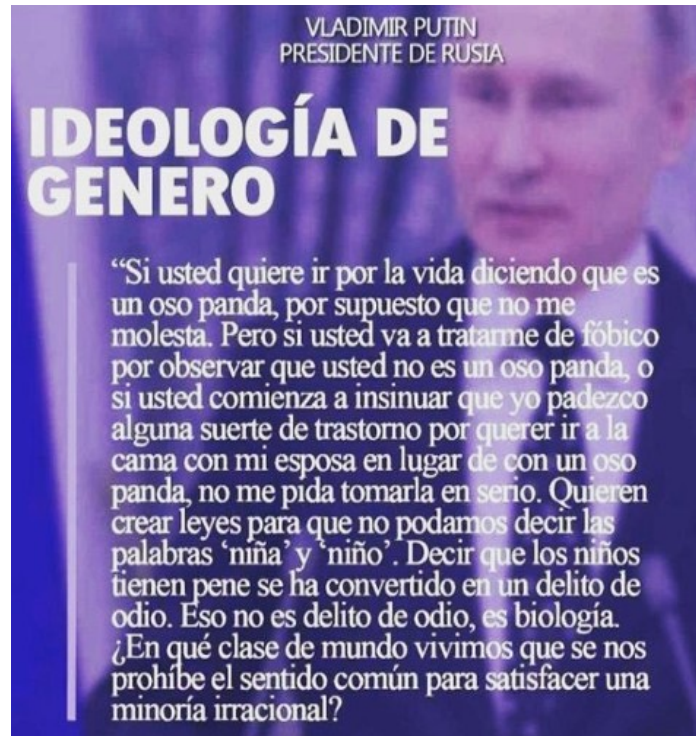 VLADIMIR PUTIN
PRESIDENTE DE RUSIA
IDEOLOGÍA DE
GENERO
“Si usted quiere ir por la vida diciendo que es
un oso panda, por supuesto que no me
molesta. Pero si usted va a tratarme de fóbico
por observar que usted no es un oso panda, o
si usted comienza a insinuar que yo padezco
alguna suerte de trastorno por querer ir a la
cama con mi esposa en lugar de con un oso
panda, no me pida tomarla en serio. Quieren
crear leyes para que no podamos decir las
palabras ‘niña’ y ‘niño’. Decir que los niños
tienen pene se ha convertido en un delito de
odio. Eso no es delito de odio, es biología.
¿En qué clase de mundo vivimos que se nos
prohíbe el sentido común para satisfacer una
minoría irracional?